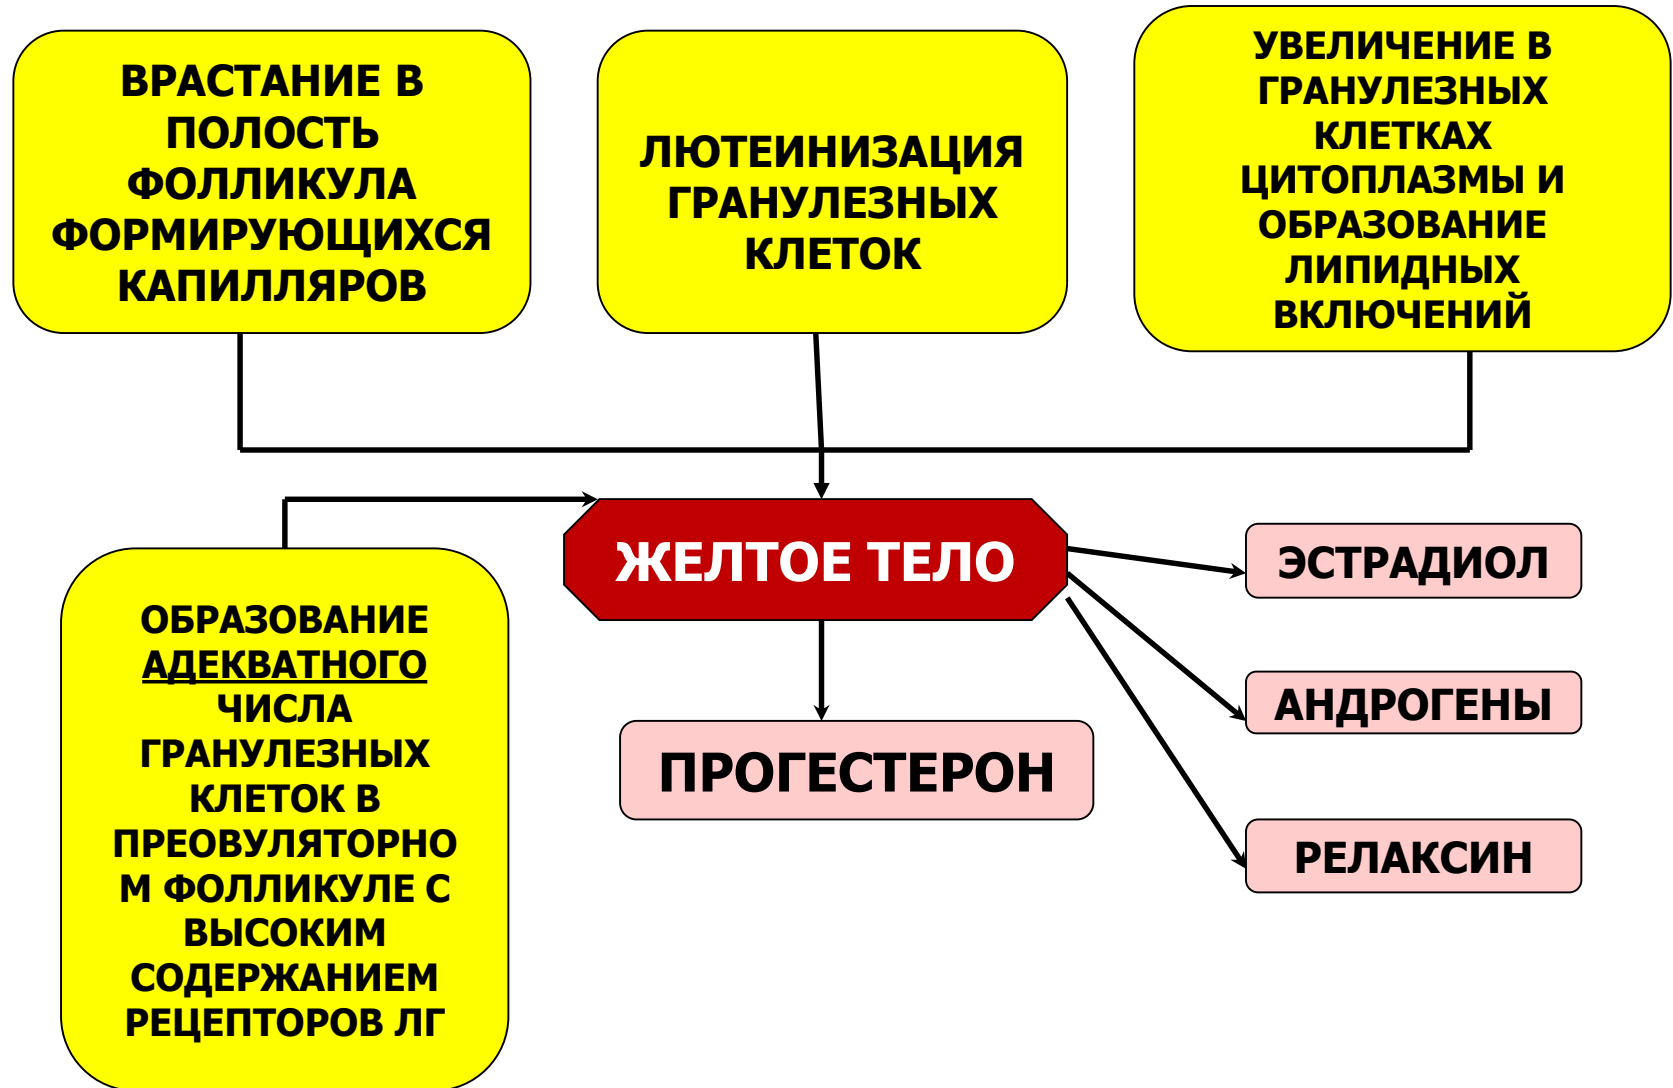 ВРАСТАНИЕ В
ПОЛОСТЬ
ФОЛЛИКУЛА
ФОРМИРУЮЩИХСЯ
КАПИЛЛЯРОВ
ЛЮТЕИНИЗАЦИЯ
ГРАНУЛЕЗНЫХ
КЛЕТОК
УВЕЛИЧЕНИЕ В
ГРАНУЛЕЗНЫХ
КЛЕТКАХ
ЦИТОПЛАЗМЫ И
ОБРАЗОВАНИЕ
ЛИПИДНЫХ
ВКЛЮЧЕНИЙ
ЖЕЛТОЕ ТЕЛО
ОБРАЗОВАНИЕ
АДЕКВАТНОГО
ЧИСЛА
ГРАНУЛЕЗНЫХ
КЛЕТОК В
ПРЕОВУЛЯТОРНО
М ФОЛЛИКУЛЕ С
ВЫСОКИМ
СОДЕРЖАНИЕМ
РЕЦЕПТОРОВ ЛГ
ПРОГЕСТЕРОН
ЭСТРАДИОЛ
АНДРОГЕНЫ
РЕЛАКСИН